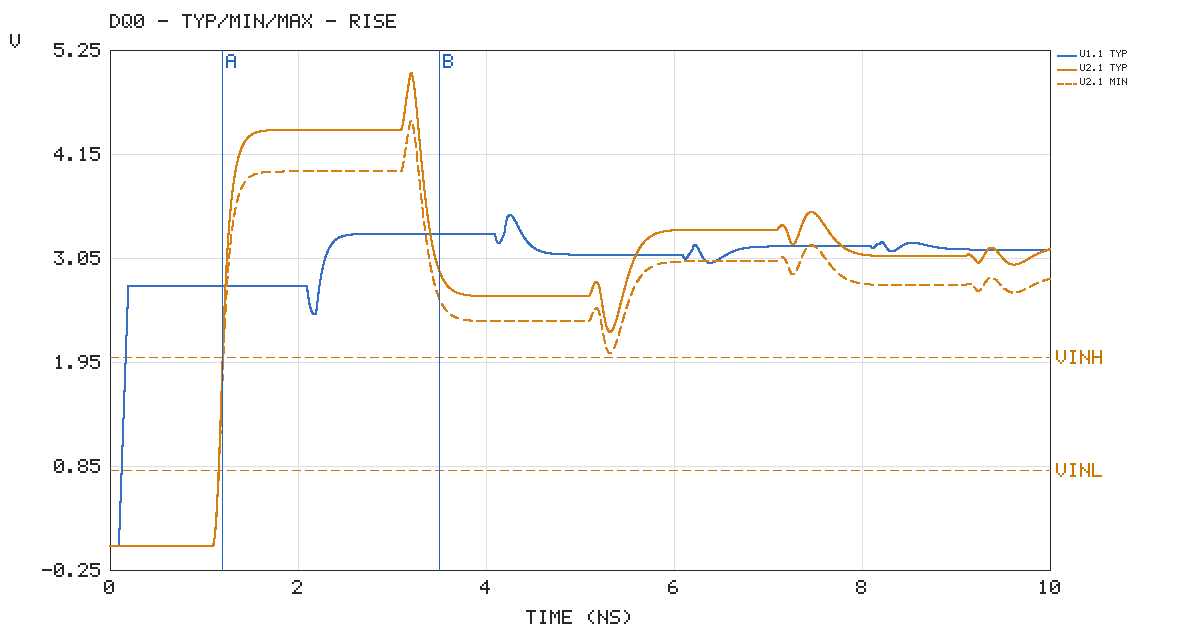 DQ0 - TYP/MIN/MAX - RISE
V
5.25
4.15
3.05
1.95
0.85
-0.25
A
B
U1.1 TYP
U2.1 TYP
U2.1 MIN
VINH
VINL
0 2 4 6 8 10
TIME (NS)